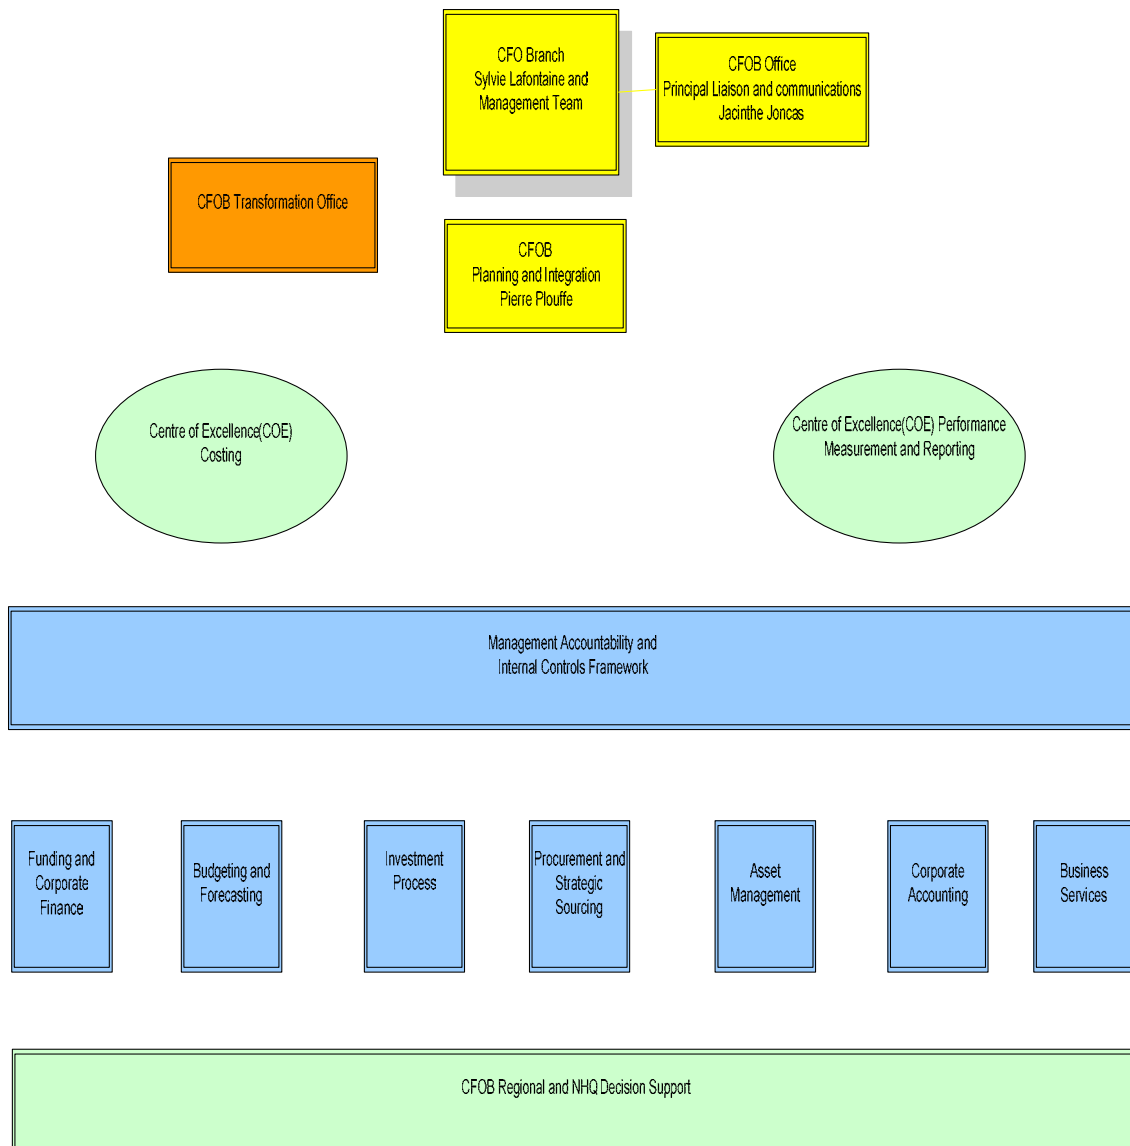 CFO Branch
Sylvie Lafontaine and
Management Team
CFOB Office
Principal Liaison and communications
Jacinthe Joncas
CFOB Transformation Office
CFOB
Planning and Integration
Pierre Plouffe
Centre of Excellence(COE)
Costing
Centre of Excellence(COE) Performance
Measurement and Reporting
Management Accountability and
Internal Controls Framework
Funding and
Corporate
Finance
Budgeting and
Forecasting
Investment
Process
Procurement and
Strategic
Sourcing
Asset
Management
Corporate
Accounting
Business
Services
CFOB Regional and NHQ Decision Support